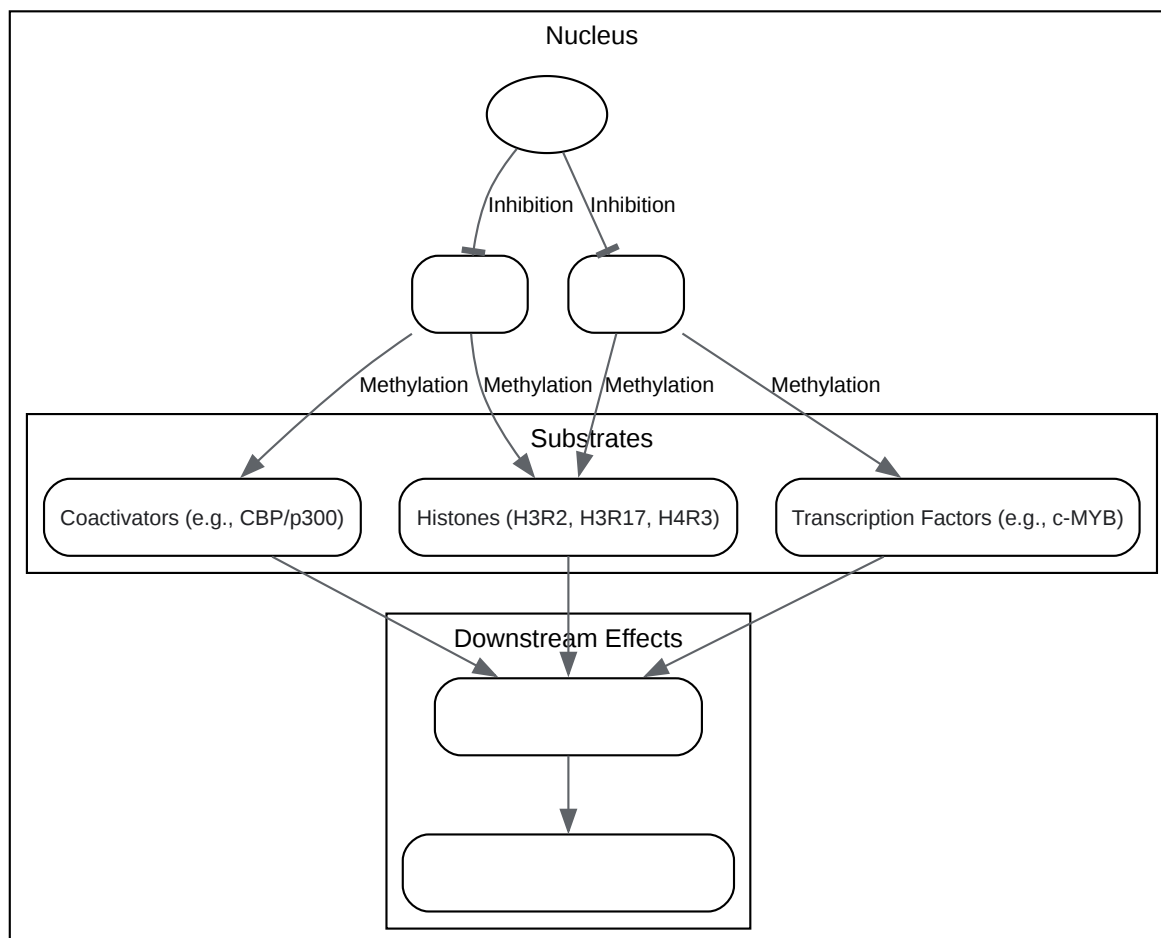 Nucleus
Inhibition
Inhibition
Methylation
Methylation
Methylation
Methylation
Substrates
Coactivators (e.g., CBP/p300)
Histones (H3R2, H3R17, H4R3)
Transcription Factors (e.g., c-MYB)
Downstream Effects